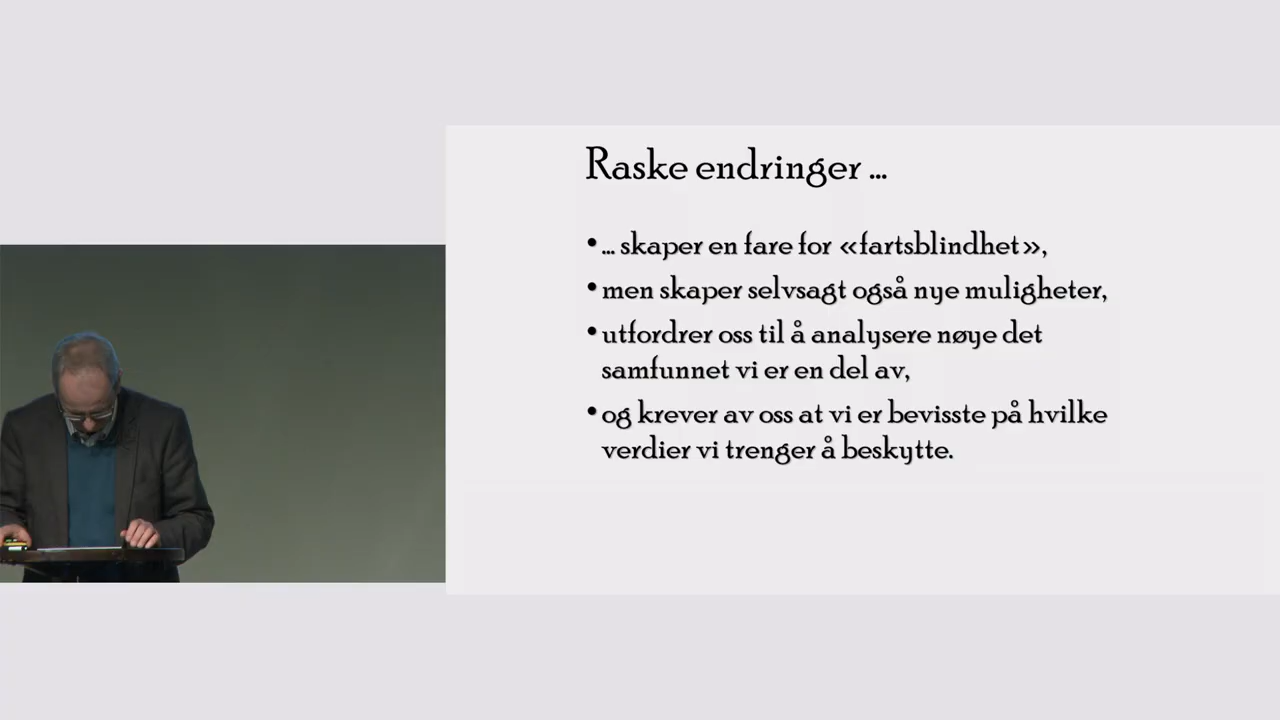 Raske endringer ...
• ... skaper en fare for «fartsblindhet»,
• men skaper selvsagt også nye muligheter,
• utfordrer oss til å analysere nøye det
samfunnet vi er en del av,
• og krever av oss at vi er bevisste på hvilke
verdier vi trenger å beskytte.